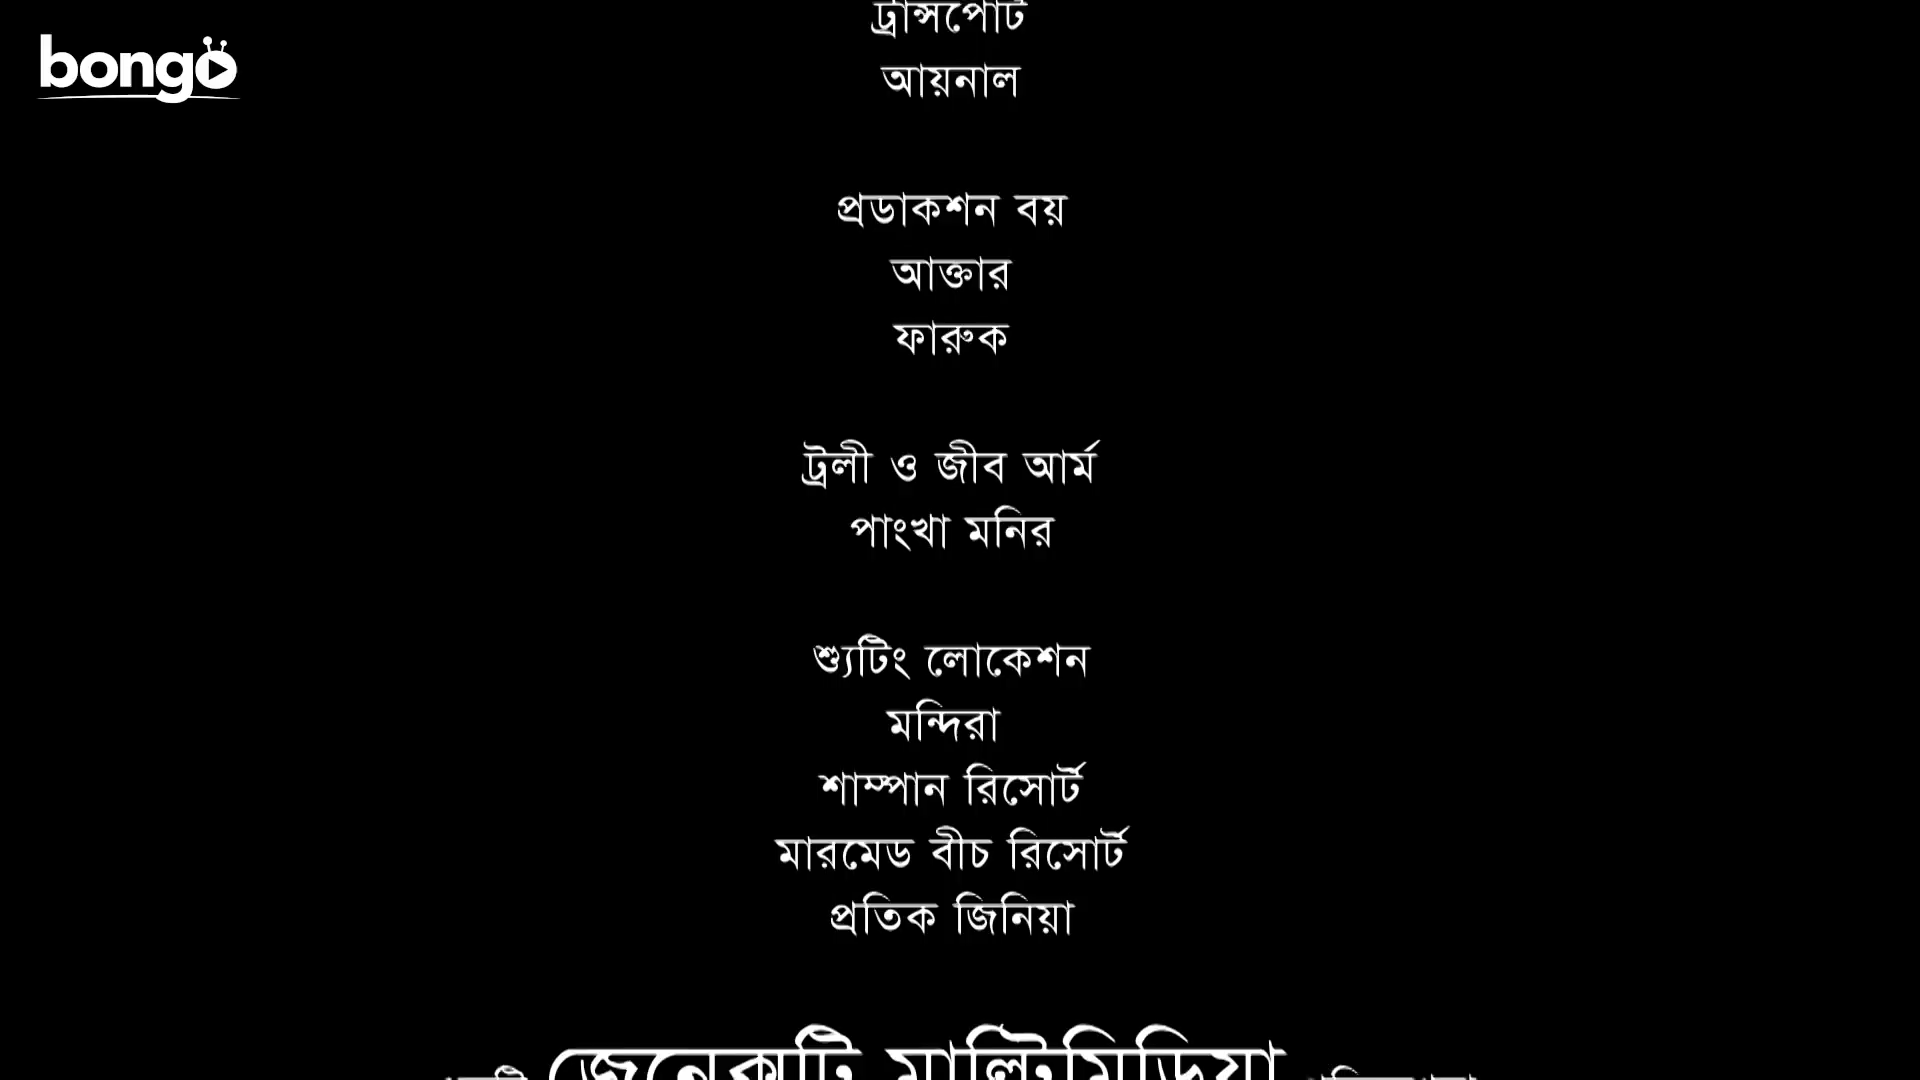 bongo
ট্রান্সপোর্ট
আয়নাল
প্রডাকশন বয়
আক্তার
ফারুক
ট্রলী ও জীব আর্ম
পাংখা মনির
শ্যুটিং লোকেশন
মন্দিরা
শাম্পান রিসোর্ট
মারমেড বীচ রিসোর্ট
প্রতিক জিনিয়া
মাল্টিমিডিয়া